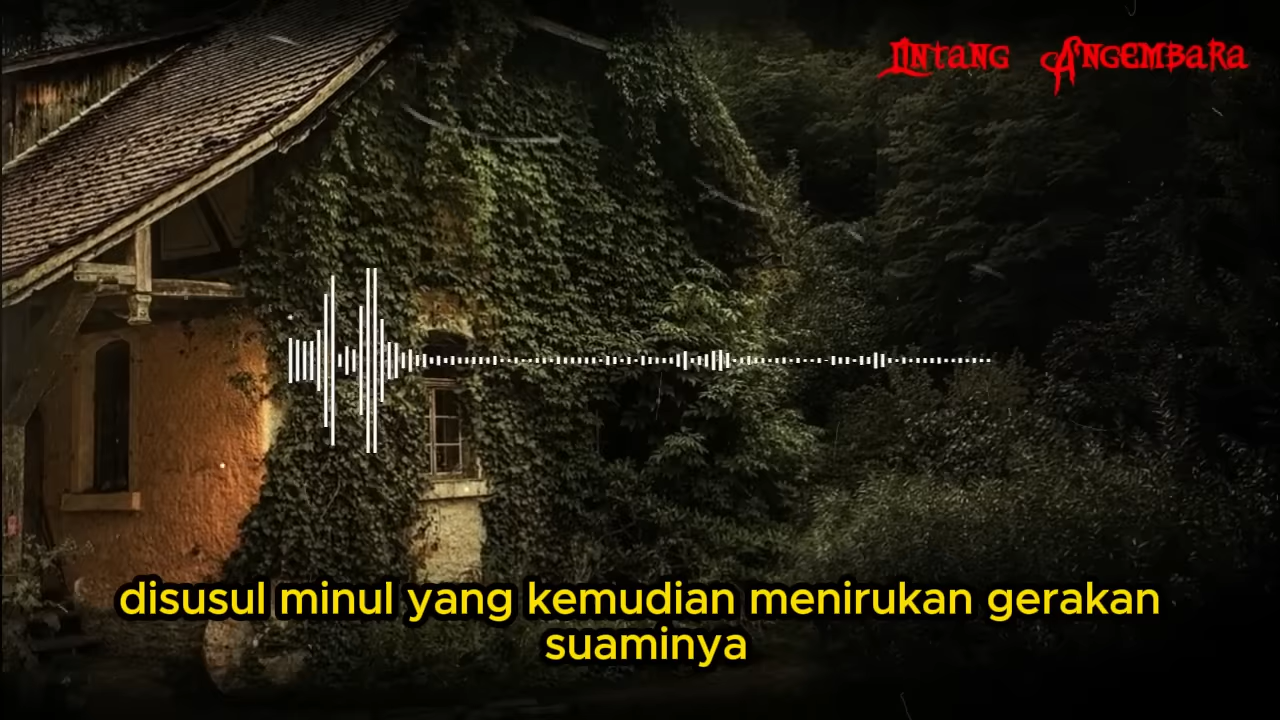 Lintang Angembara
disusul minul yang kemudian menirukan gerakan
suaminya